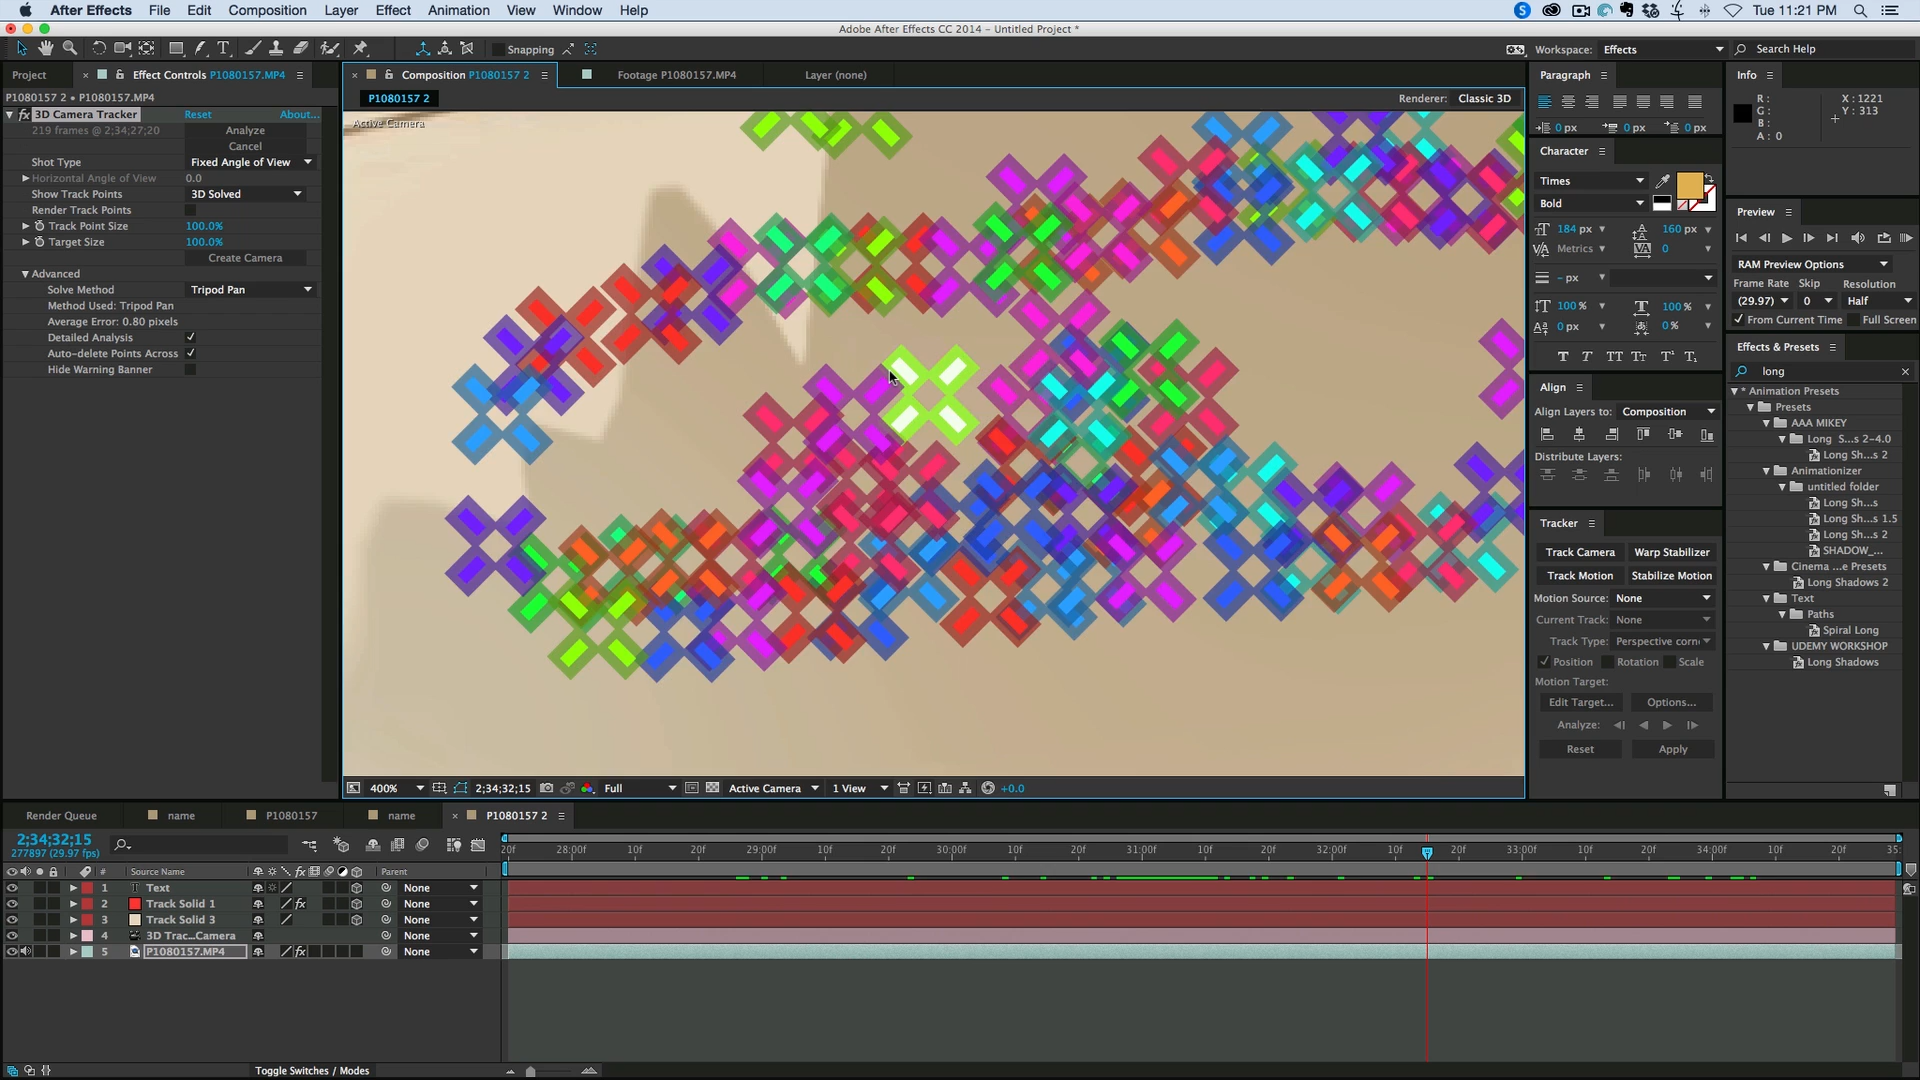 After Effects File Edit Composition Layer Effect Animation View Window Help Tue 11:21 PM
Adobe After Effects CC 2014 - Untitled Project *
Snapping Workspace: Effects Search Help
Project Effect Controls P1080157.MP4
P1080157 2 • P1080157.MP4
3D Camera Tracker Reset About...
219 frames @ 2;34;27;20 Analyze
Cancel
Shot Type Fixed Angle of View
Horizontal Angle of View 0.0
Show Track Points 3D Solved
Render Track Points
Track Point Size 100.0%
Target Size 100.0%
Create Camera
Advanced
Solve Method Tripod Pan
Method Used: Tripod Pan
Average Error: 0.80 pixels
Detailed Analysis
Auto-delete Points Across
Hide Warning Banner
Composition P1080157 2 Footage P1080157.MP4 Layer (none)
P1080157 2 Renderer: Classic 3D
Active Camera
400% 2;34;32;15 Full Active Camera 1 View +0.0
Paragraph
0 px 0 px 0 px
Character
Times
Bold
184 px 160 px
Metrics 0
- px
100 % 100 %
0 px 0 %
T T TT Tt T¹ T₁
Align
Align Layers to: Composition
Distribute Layers:
Tracker
Track Camera Warp Stabilizer
Track Motion Stabilize Motion
Motion Source: None
Current Track: None
Track Type: Perspective corn
Position Rotation Scale
Motion Target:
Edit Target... Options...
Analyze:
Reset Apply
Info
R: X : 1221
G: Y : 313
B:
A: 0
Preview
RAM Preview Options
Frame Rate Skip Resolution
(29.97) 0 Half
From Current Time Full Screen
Effects & Presets
long
* Animation Presets
Presets
AAA MIKEY
Long S...s 2-4.0
Long Sh...s 2
Animationizer
untitled folder
Long Sh...s
Long Sh...s 1.5
Long Sh...s 2
SHADOW_...
Cinema ...e Presets
Long Shadows 2
Text
Paths
Spiral Long
UDEMY WORKSHOP
Long Shadows
Render Queue name P1080157 name P1080157 2
2;34;32;15
277897 (29.97 fps)
20f 28:00f 10f 20f 29:00f 10f 20f 30:00f 10f 20f 31:00f 10f 20f 32:00f 10f 20f 33:00f 10f 20f 34:00f 10f 20f 35:
# Source Name fx Parent
1 T Text None
2 Track Solid 1 fx None
3 Track Solid 3 None
4 3D Trac...Camera None
5 P1080157.MP4 fx None
Toggle Switches / Modes